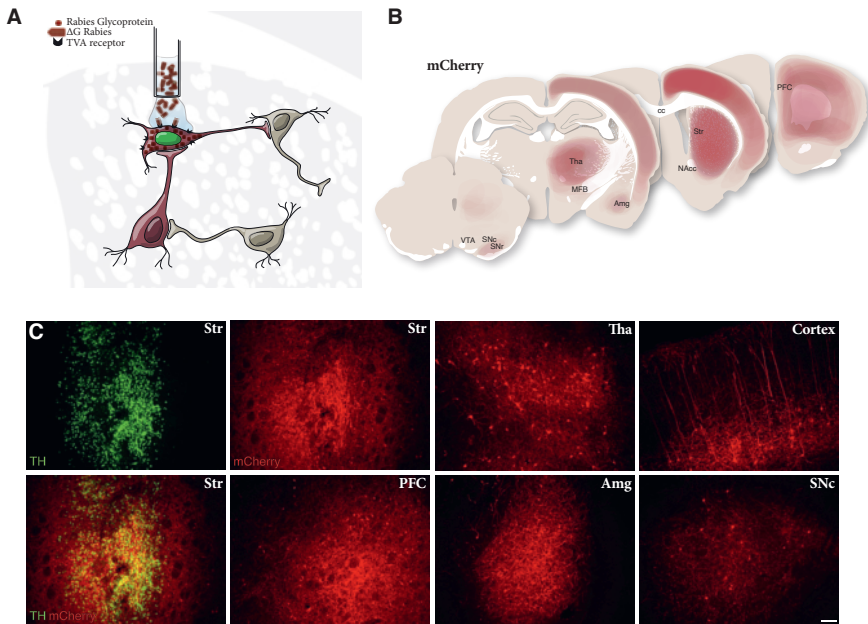 A
Rabies Glycoprotein
ΔG Rabies
TVA receptor
B
mCherry
PFC
cc
Str
Tha
NAcc
MFB
Amg
VTA
SNc
SNr
C
Str
TH
Str
mCherry
Tha
Cortex
Str
TH mCherry
PFC
Amg
SNc